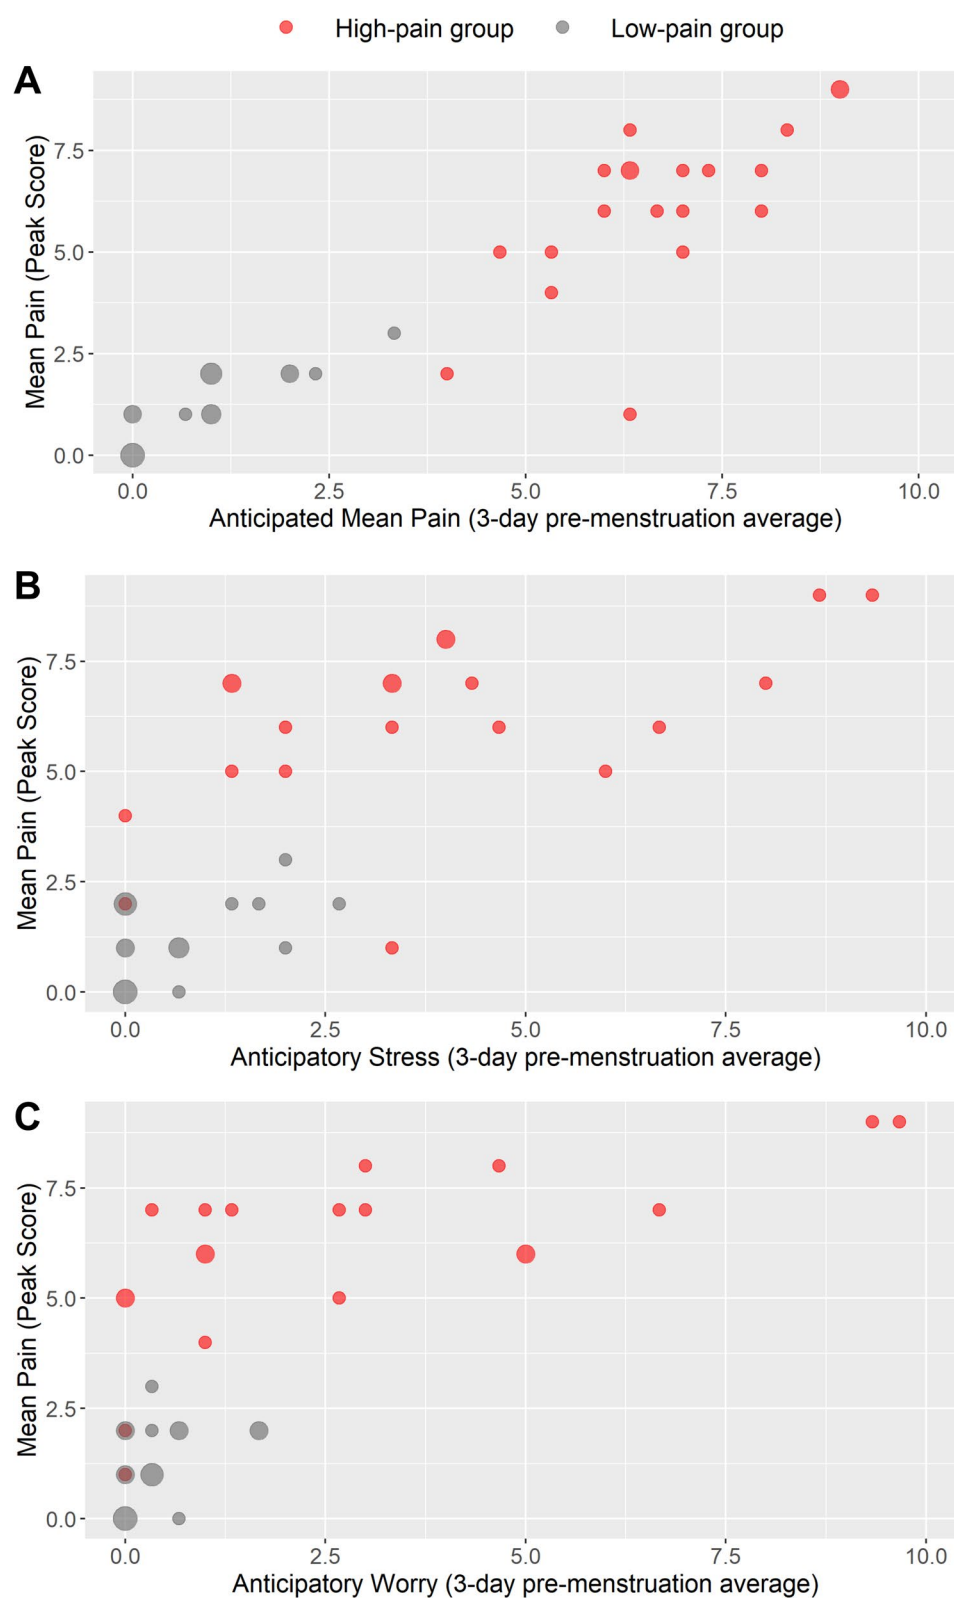 High-pain group Low-pain group
A
Mean Pain (Peak Score)
7.5
5.0
2.5
0.0
0.0 2.5 5.0 7.5 10.0
Anticipated Mean Pain (3-day pre-menstruation average)
B
Mean Pain (Peak Score)
7.5
5.0
2.5
0.0
0.0 2.5 5.0 7.5 10.0
Anticipatory Stress (3-day pre-menstruation average)
C
Mean Pain (Peak Score)
7.5
5.0
2.5
0.0
0.0 2.5 5.0 7.5 10.0
Anticipatory Worry (3-day pre-menstruation average)